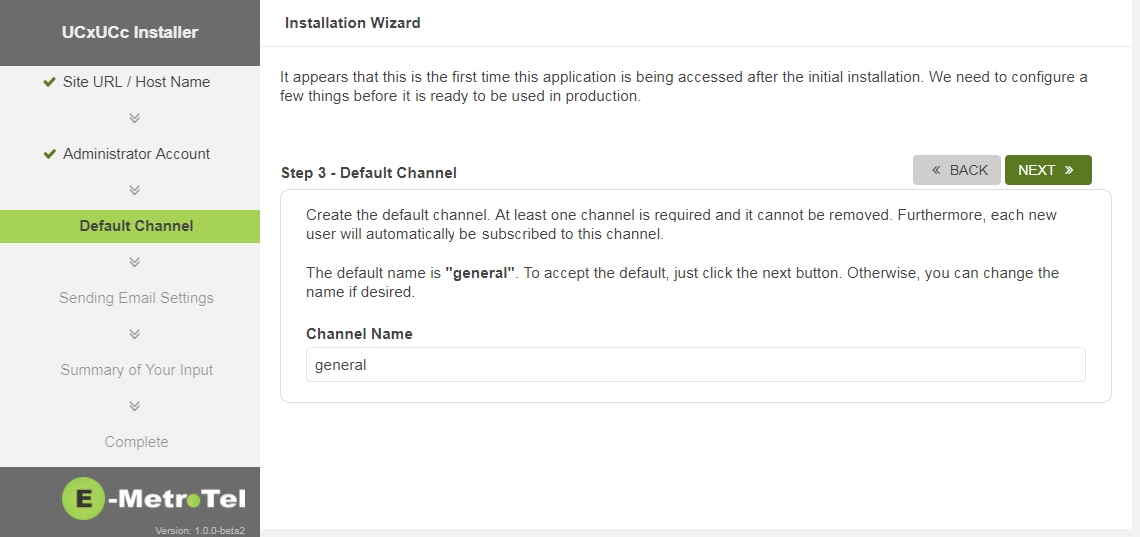 UCxUCc Installer
Site URL / Host Name
Administrator Account
Default Channel
Sending Email Settings
Summary of Your Input
Complete
E-MetroTel
Version: 1.0.0-beta2
Installation Wizard
It appears that this is the first time this application is being accessed after the initial installation. We need to configure a
few things before it is ready to be used in production.
Step 3 - Default Channel
« BACK
NEXT »
Create the default channel. At least one channel is required and it cannot be removed. Furthermore, each new
user will automatically be subscribed to this channel.
The default name is "general". To accept the default, just click the next button. Otherwise, you can change the
name if desired.
Channel Name
general